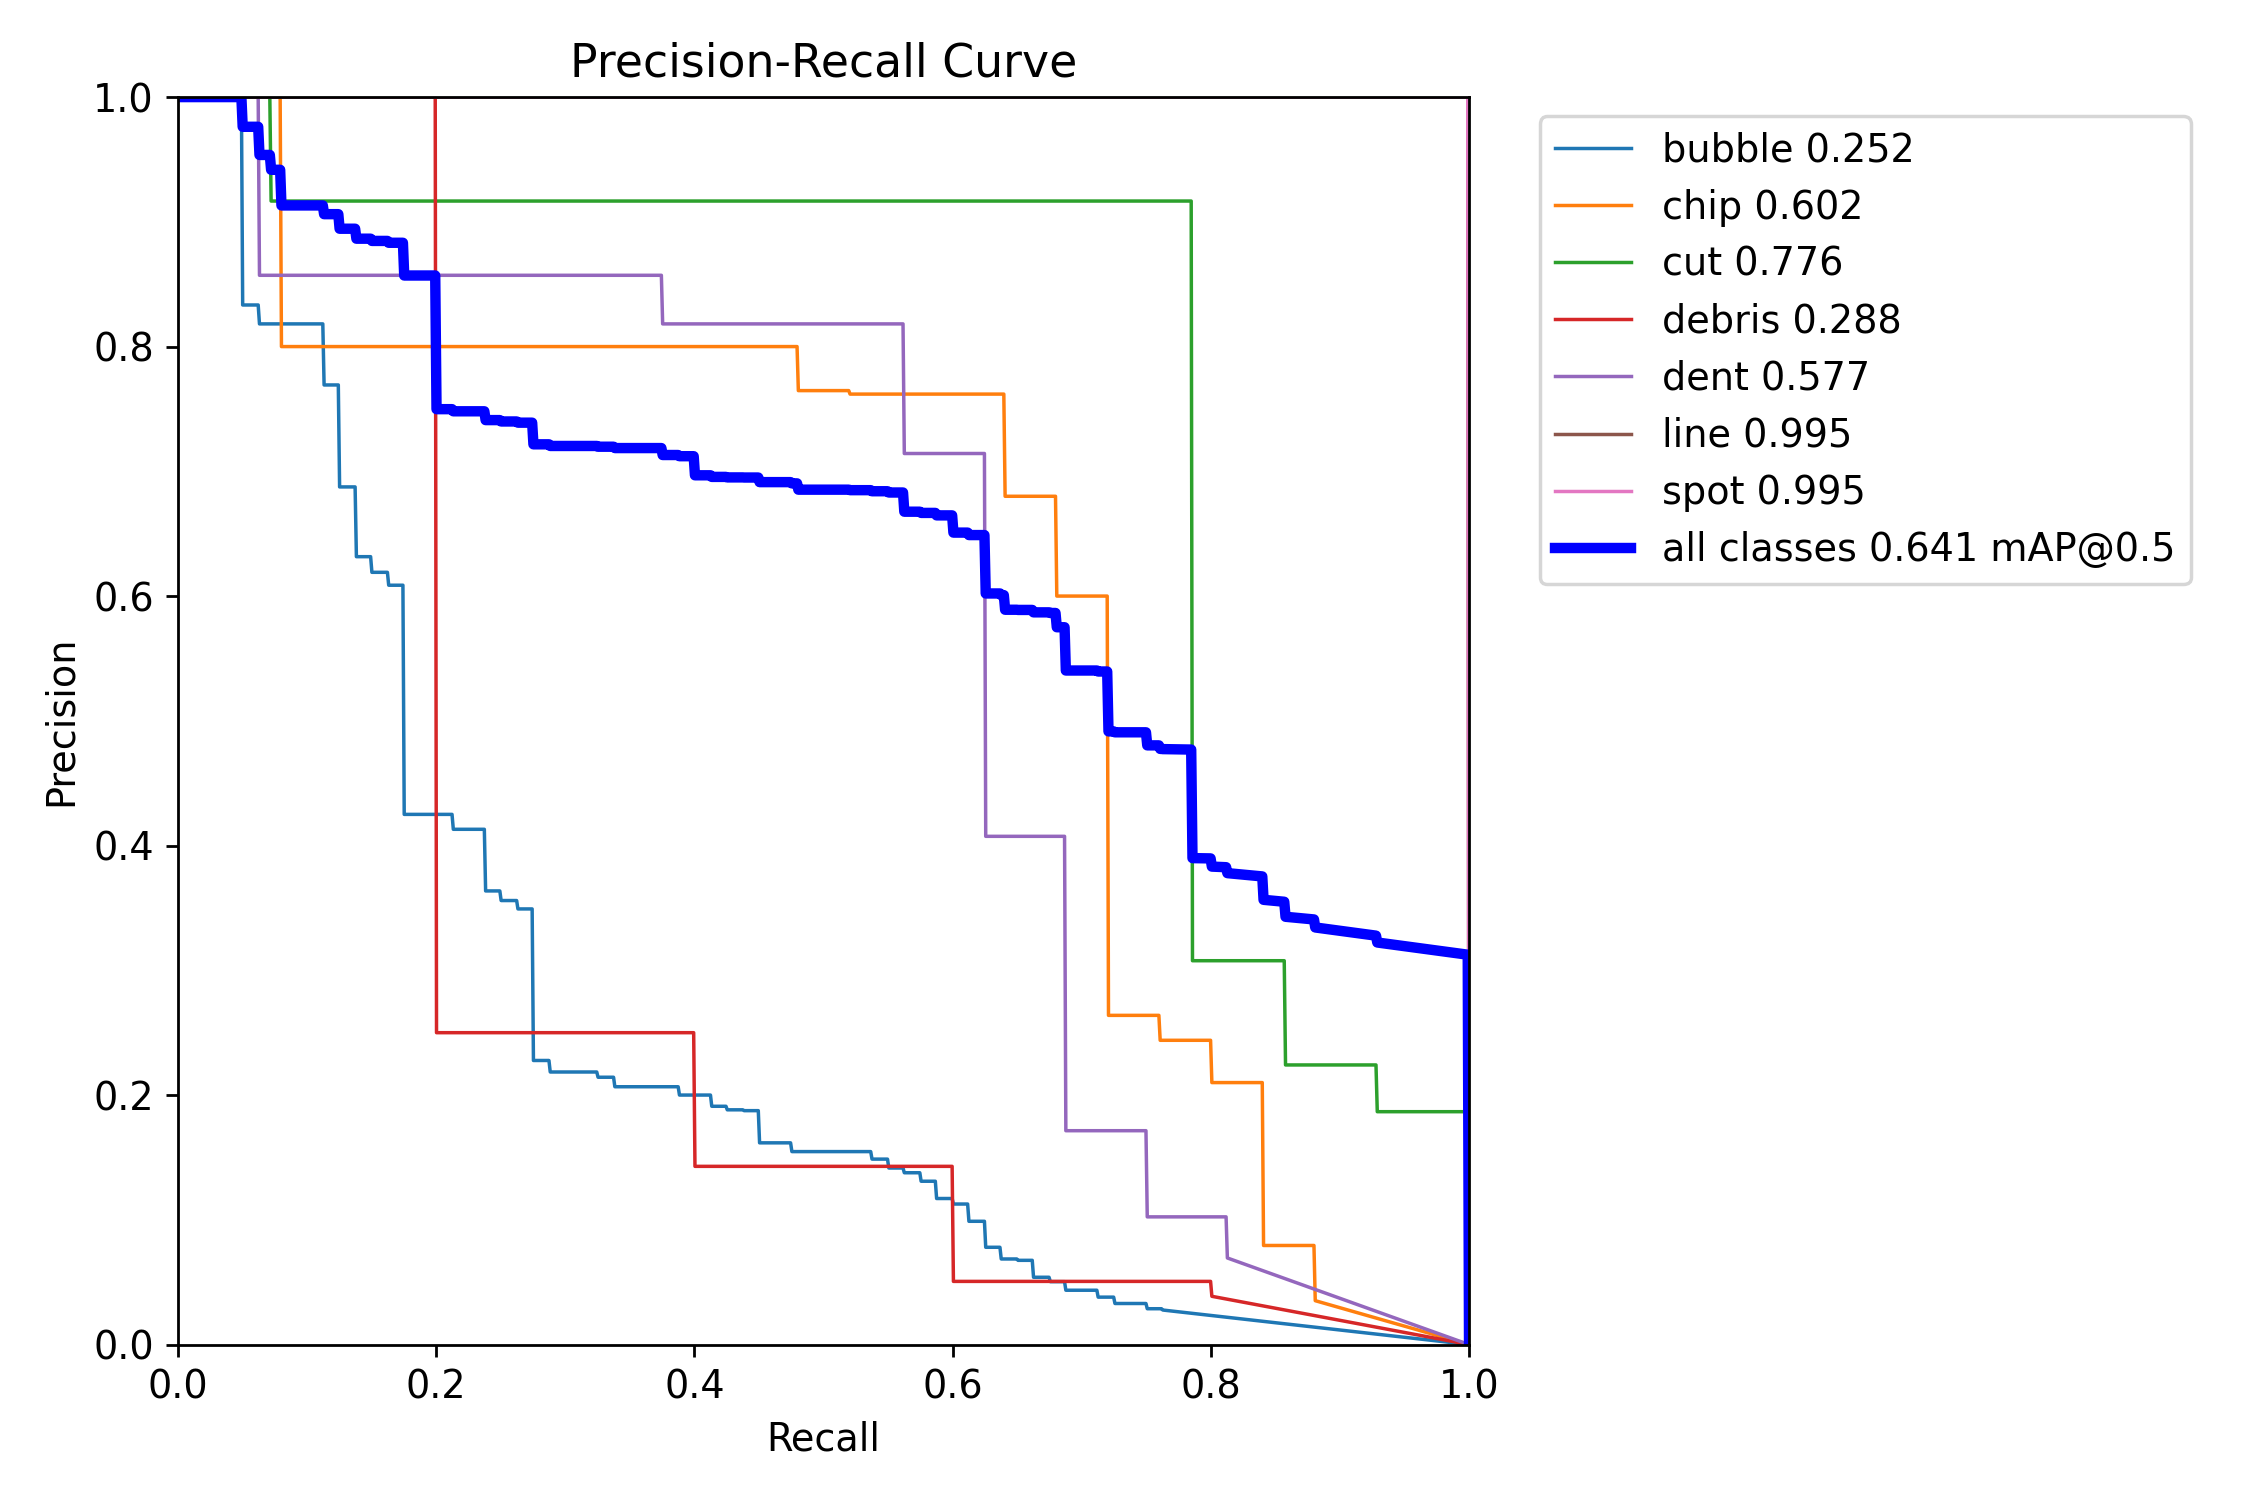 Precision-Recall Curve
1.0
0.8
0.6
0.4
0.2
0.0
Precision
0.0 0.2 0.4 0.6 0.8 1.0
Recall
bubble 0.252
chip 0.602
cut 0.776
debris 0.288
dent 0.577
line 0.995
spot 0.995
all classes 0.641 mAP@0.5